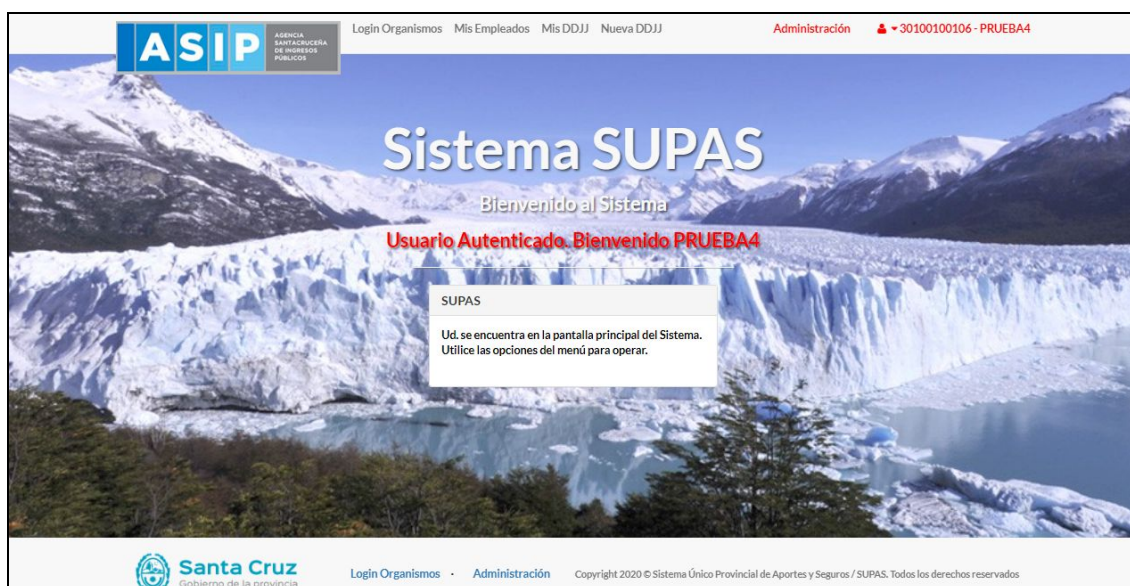 ASIP
AGENCIA
SANTACRUCEÑA
DE INGRESOS
PÚBLICOS
Login Organismos Mis Empleados Mis DDJJ Nueva DDJJ Administración 30100100106 - PRUEBA4
Sistema SUPAS
Bienvenido al Sistema
Usuario Autenticado. Bienvenido PRUEBA4
SUPAS
Ud. se encuentra en la pantalla principal del Sistema.
Utilice las opciones del menú para operar.
Santa Cruz
Gobierno de la provincia
Login Organismos · Administración Copyright 2020 © Sistema Único Provincial de Aportes y Seguros / SUPAS. Todos los derechos reservados